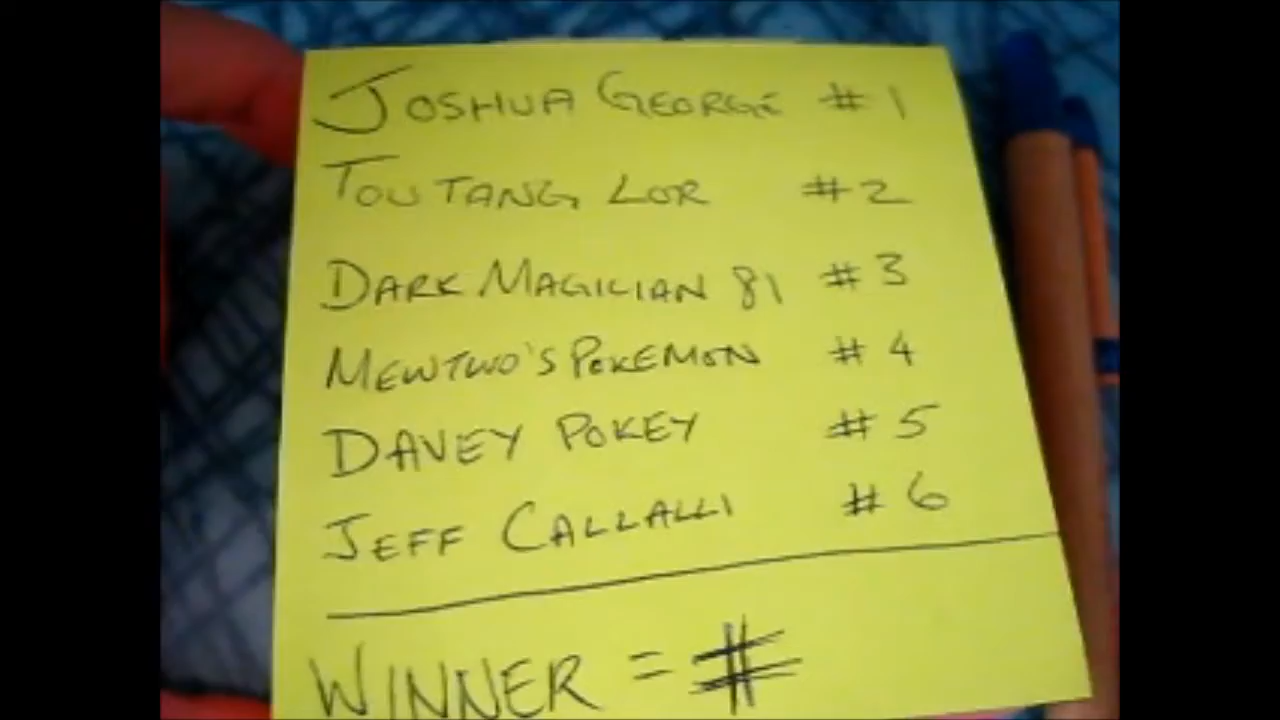 JOSHUA GEORGE #1
TOU TANG LOR #2
DARK MAGICIAN 81 #3
MEWTWO'S POKEMON #4
DAVEY POKEY #5
JEFF CALLALLI #6
WINNER = #